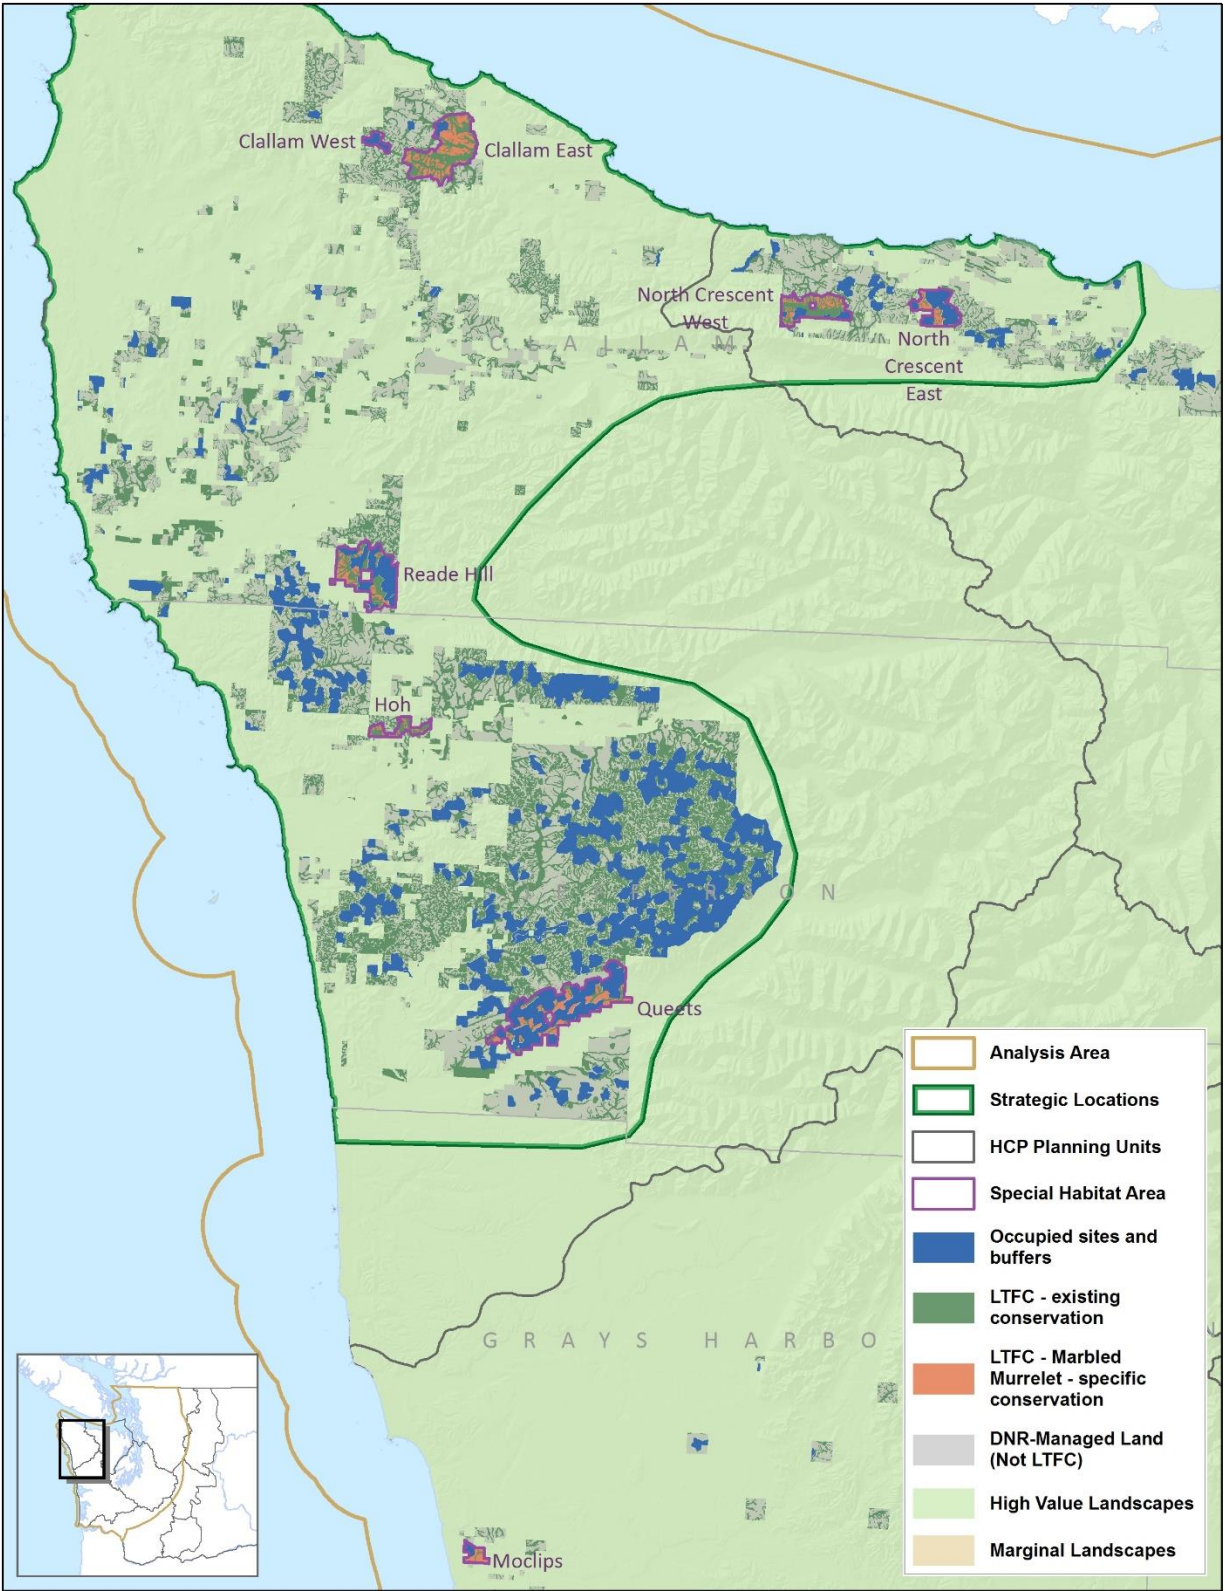 Clallam West
Clallam East
North Crescent
West
C L A L L A M
North
Crescent
East
Reade Hill
Hoh
J E F F E R S O N
Queets
G R A Y S H A R B O
Moclips
Analysis Area
Strategic Locations
HCP Planning Units
Special Habitat Area
Occupied sites and
buffers
LTFC - existing
conservation
LTFC - Marbled
Murrelet - specific
conservation
DNR-Managed Land
(Not LTFC)
High Value Landscapes
Marginal Landscapes